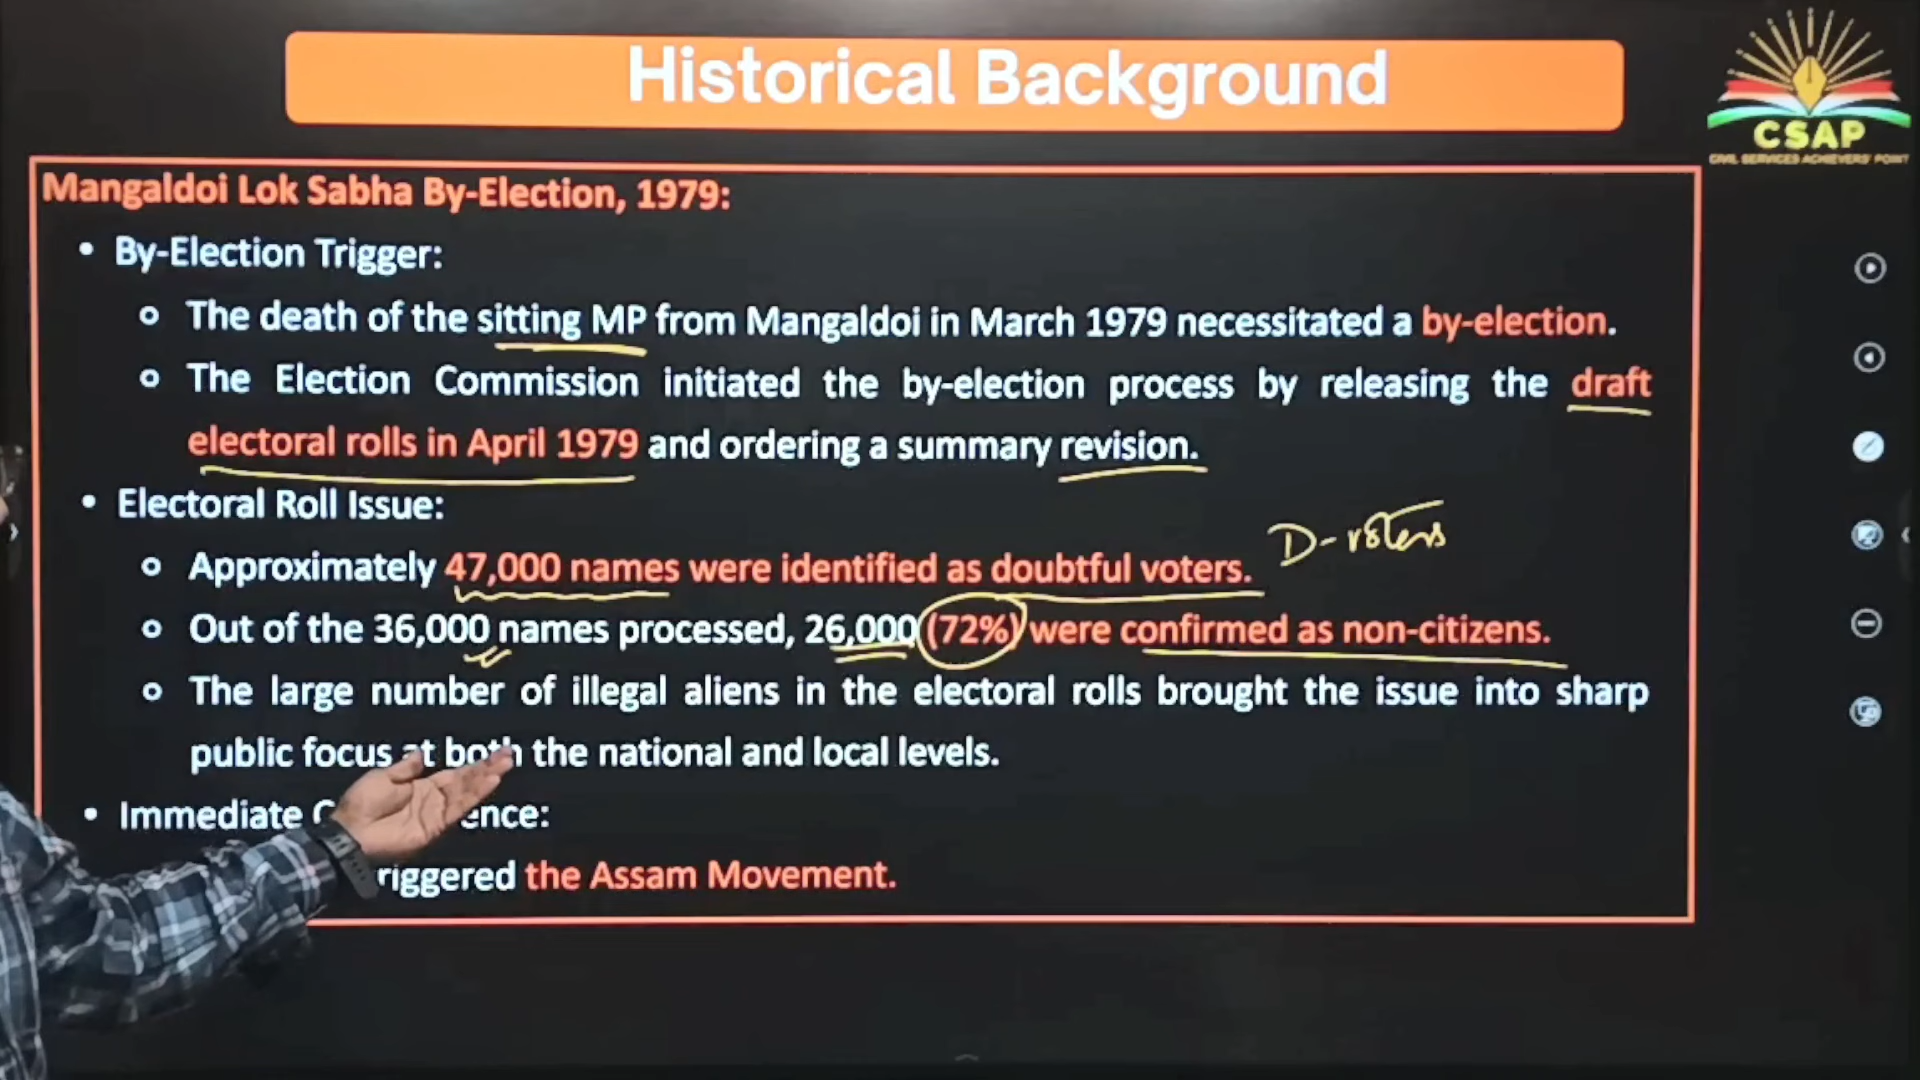 Historical Background
CSAP
CIVIL SERVICES ACHIEVERS' POINT
Mangaldoi Lok Sabha By-Election, 1979:
• By-Election Trigger:
o The death of the sitting MP from Mangaldoi in March 1979 necessitated a by-election.
o The Election Commission initiated the by-election process by releasing the draft
electoral rolls in April 1979 and ordering a summary revision.
• Electoral Roll Issue:
D-voters
o Approximately 47,000 names were identified as doubtful voters.
o Out of the 36,000 names processed, 26,000 (72%) were confirmed as non-citizens.
o The large number of illegal aliens in the electoral rolls brought the issue into sharp
public focus at both the national and local levels.
• Immediate C ence:
riggered the Assam Movement.